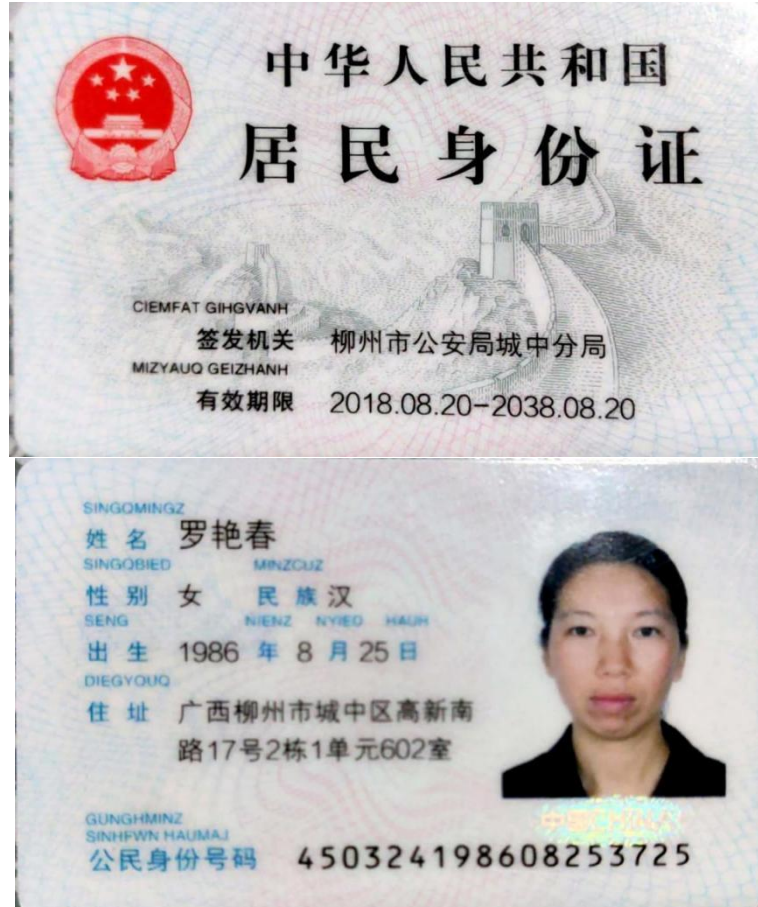 中华人民共和国
居民身份证
CIEMFAT GIHGVANH
签发机关 柳州市公安局城中分局
MIZYAUQ GEIZHANH
有效期限 2018.08.20-2038.08.20
SINGQMINGZ
姓名 罗艳春
SINGQBIED MINZCUZ
性别 女 民族 汉
SENG NIENZ NYIED HAUH
出生 1986 年 8 月 25 日
DIEGYOUQ
住址 广西柳州市城中区高新南
路17号2栋1单元602室
GUNGHMINZ
SINHFWN HAUMAJ
公民身份号码 450324198608253725